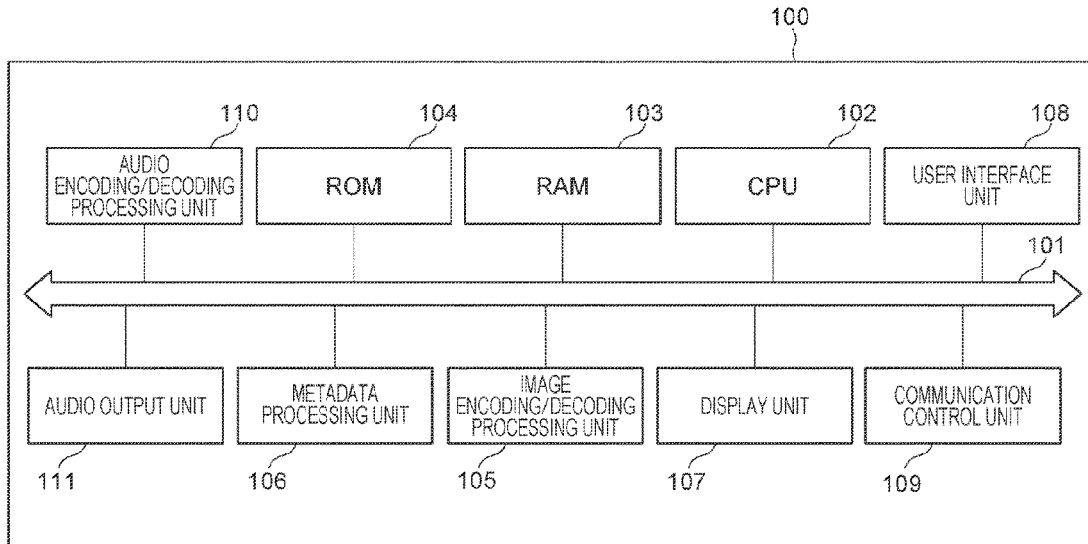 100
110
104
103
102
108
AUDIO
ENCODING/DECODING
PROCESSING UNIT
ROM
RAM
CPU
USER INTERFACE
UNIT
101
AUDIO OUTPUT UNIT
METADATA
PROCESSING UNIT
IMAGE
ENCODING/DECODING
PROCESSING UNIT
DISPLAY UNIT
COMMUNICATION
CONTROL UNIT
111
106
105
107
109